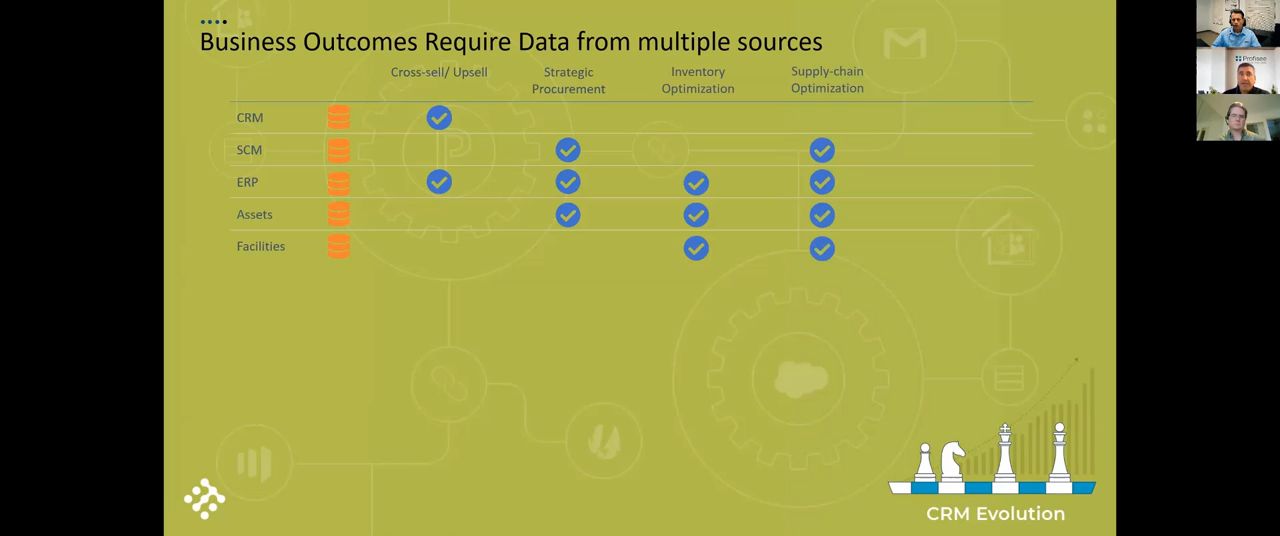 Business Outcomes Require Data from multiple sources
Cross-sell/ Upsell
Strategic
Procurement
Inventory
Optimization
Supply-chain
Optimization
CRM
SCM
ERP
Assets
Facilities
CRM Evolution
Profisee